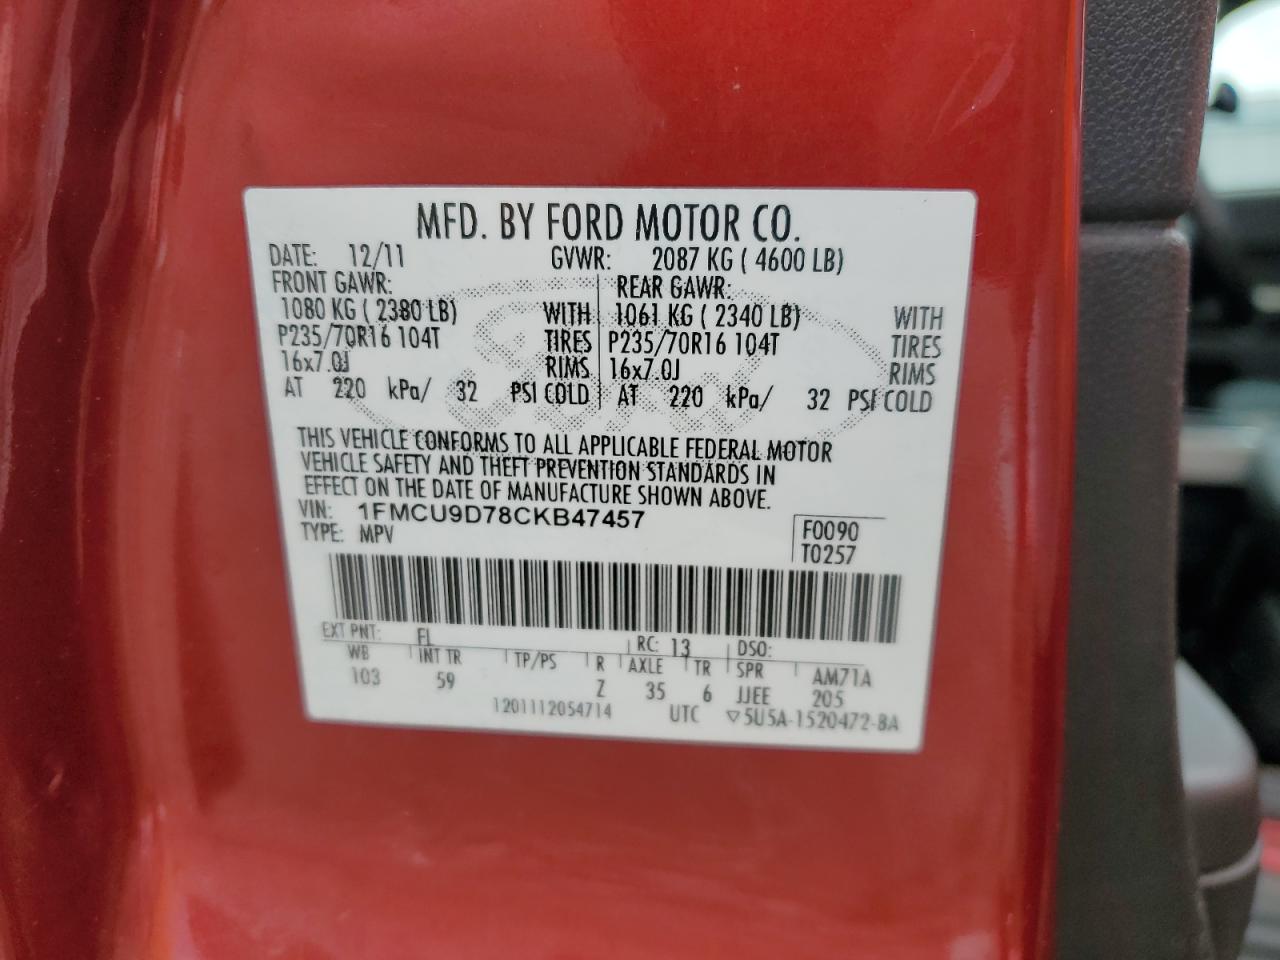 MFD. BY FORD MOTOR CO.
DATE: 12/11 GVWR: 2087 KG ( 4600 LB)
FRONT GAWR: REAR GAWR:
1080 KG ( 2380 LB) WITH 1061 KG ( 2340 LB) WITH
P235/70R16 104T TIRES P235/70R16 104T TIRES
16x7.0J RIMS 16x7.0J RIMS
AT 220 kPa/ 32 PSI COLD AT 220 kPa/ 32 PSI COLD
THIS VEHICLE CONFORMS TO ALL APPLICABLE FEDERAL MOTOR
VEHICLE SAFETY AND THEFT PREVENTION STANDARDS IN
EFFECT ON THE DATE OF MANUFACTURE SHOWN ABOVE.
VIN: 1FMCU9D78CKB47457
TYPE: MPV
F0090
T0257
EXT PNT: FL RC: 13 DSO:
WB INT TR TP/PS R AXLE TR SPR AM71A
103 59 Z 35 6 JJEE 205
1201112054714 UTC ▽5U5A-1520472-BA